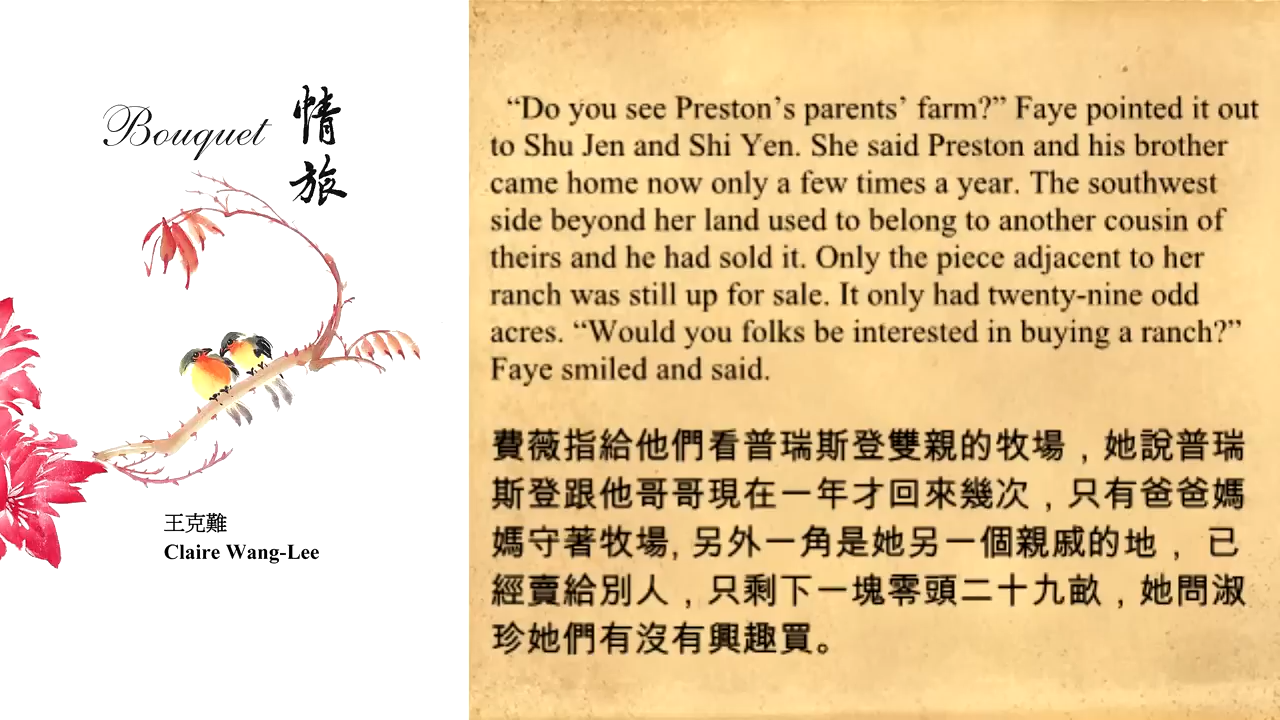 Bouquet
情旅
王克難
Claire Wang-Lee
“Do you see Preston’s parents’ farm?” Faye pointed it out
to Shu Jen and Shi Yen. She said Preston and his brother
came home now only a few times a year. The southwest
side beyond her land used to belong to another cousin of
theirs and he had sold it. Only the piece adjacent to her
ranch was still up for sale. It only had twenty-nine odd
acres. “Would you folks be interested in buying a ranch?”
Faye smiled and said.
費薇指給他們看普瑞斯登雙親的牧場，她說普瑞
斯登跟他哥哥現在一年才回來幾次，只有爸爸媽
媽守著牧場, 另外一角是她另一個親戚的地， 已
經賣給別人，只剩下一塊零頭二十九畝，她問淑
珍她們有沒有興趣買。